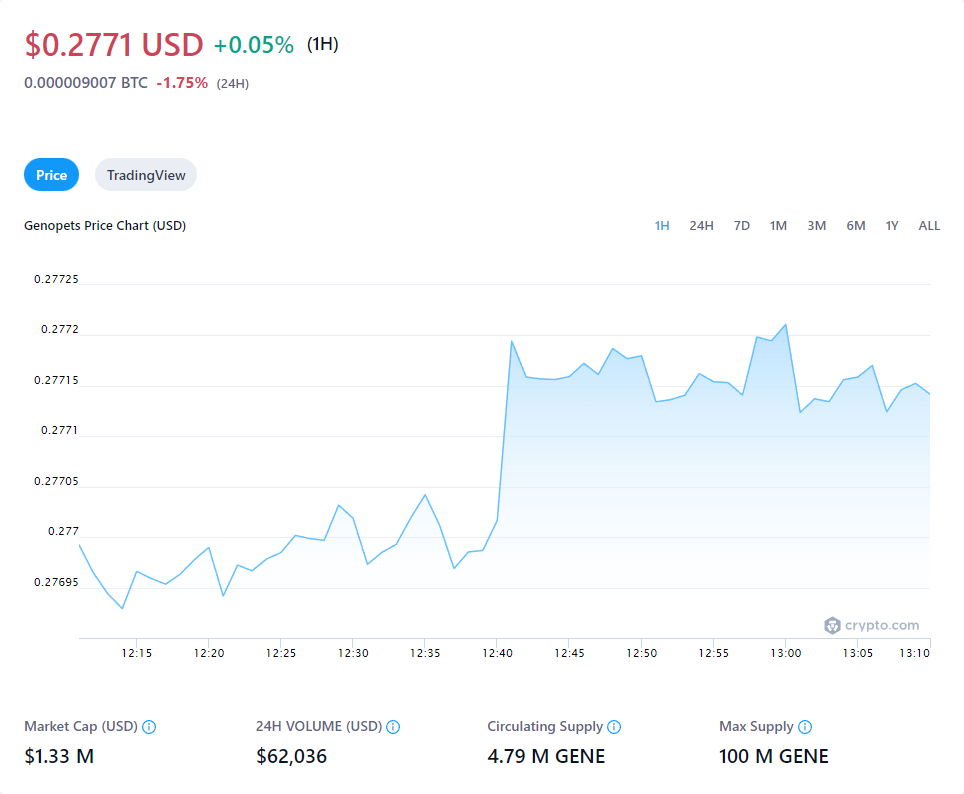 $0.2771 USD +0.05% (1H)
0.000009007 BTC -1.75% (24H)
Price TradingView
Genopets Price Chart (USD) 1H 24H 7D 1M 3M 6M 1Y ALL
0.27725
0.2772
0.27715
0.2771
0.27705
0.277
0.27695
crypto.com
12:15 12:20 12:25 12:30 12:35 12:40 12:45 12:50 12:55 13:00 13:05 13:10
Market Cap (USD) 24H VOLUME (USD) Circulating Supply Max Supply
$1.33 M $62,036 4.79 M GENE 100 M GENE